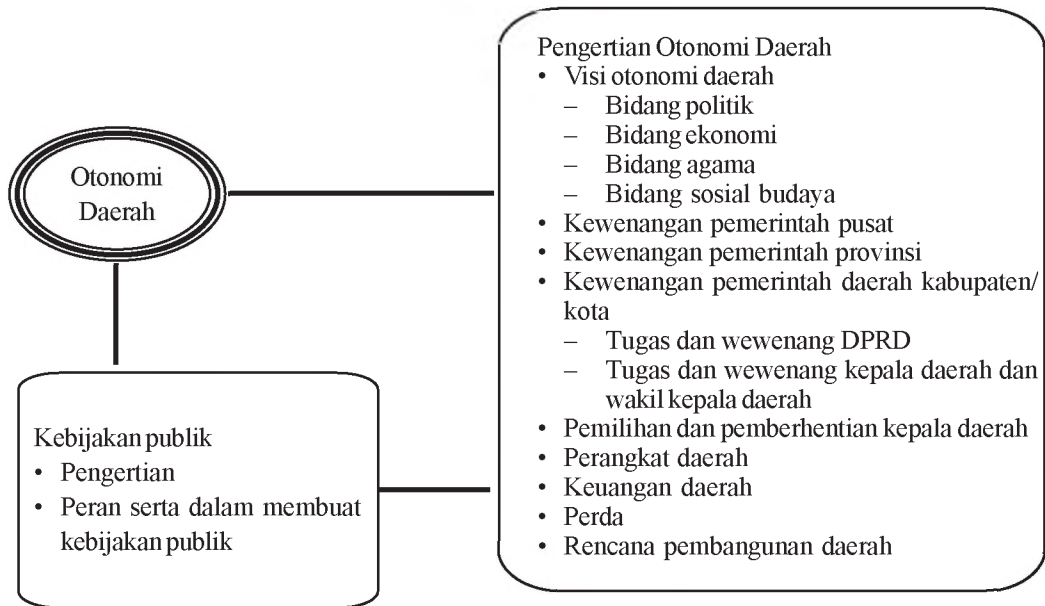 Otonomi
Daerah
Pengertian Otonomi Daerah
• Visi otonomi daerah
– Bidang politik
– Bidang ekonomi
– Bidang agama
– Bidang sosial budaya
• Kewenangan pemerintah pusat
• Kewenangan pemerintah provinsi
• Kewenangan pemerintah daerah kabupaten/
kota
– Tugas dan wewenang DPRD
– Tugas dan wewenang kepala daerah dan
wakil kepala daerah
• Pemilihan dan pemberhentian kepala daerah
• Perangkat daerah
• Keuangan daerah
• Perda
• Rencana pembangunan daerah
Kebijakan publik
• Pengertian
• Peran serta dalam membuat
kebijakan publik